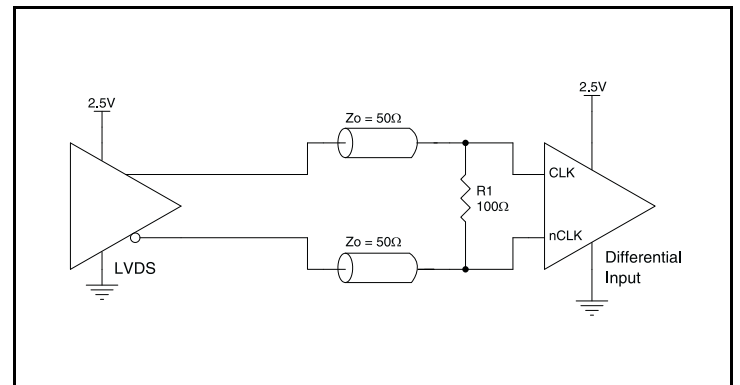 2.5V
2.5V
Zo = 50Ω
CLK
R1
100Ω
nCLK
Zo = 50Ω
LVDS
Differential
Input